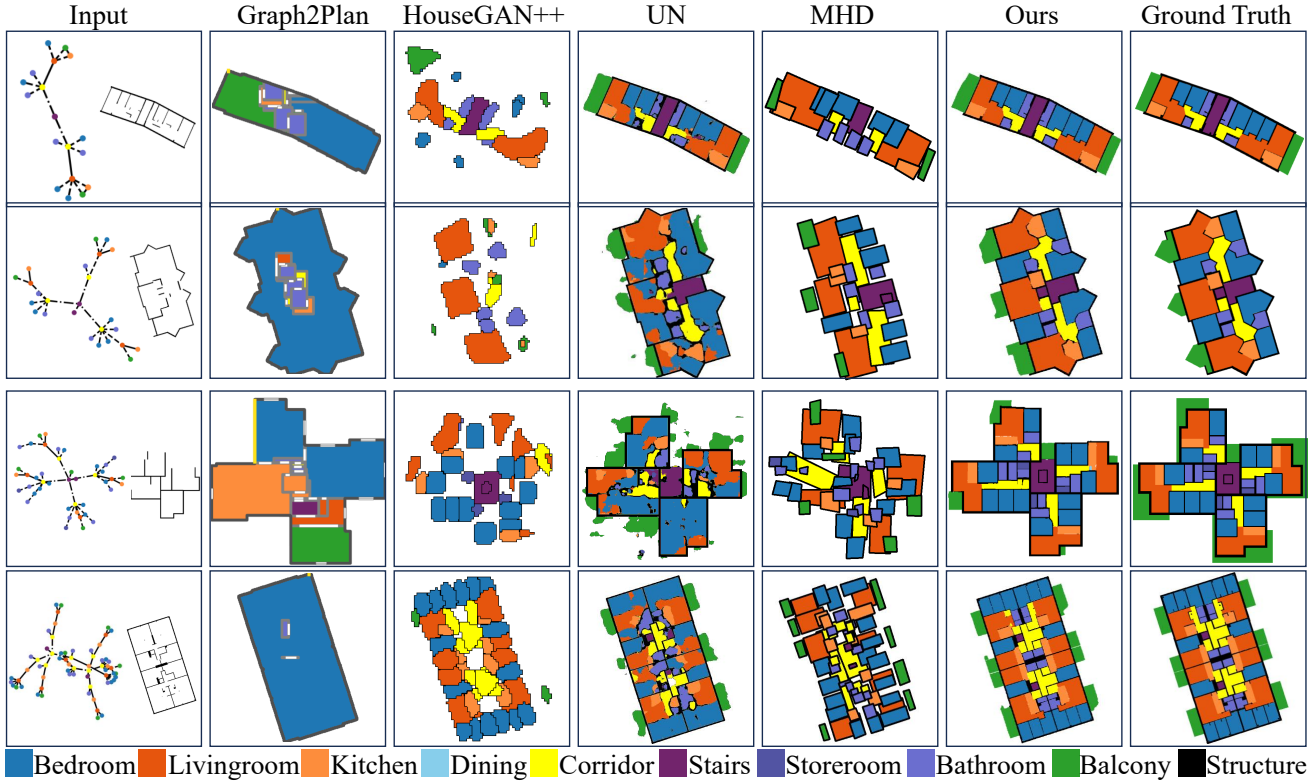 Input Graph2Plan HouseGAN++ UN MHD Ours Ground Truth
Bedroom Livingroom Kitchen Dining Corridor Stairs Storeroom Bathroom Balcony Structure